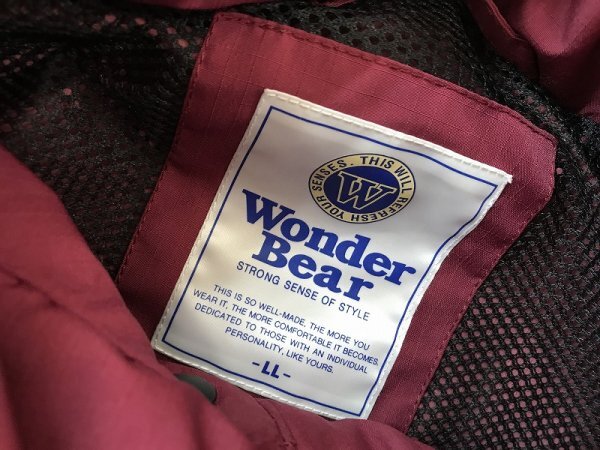 THIS WILL REFRESH YOUR SENSES.
W
Wonder
Bear
STRONG SENSE OF STYLE
THIS IS SO WELL-MADE, THE MORE YOU
WEAR IT, THE MORE COMFORTABLE IT BECOMES.
DEDICATED TO THOSE WITH AN INDIVIDUAL
PERSONALITY, LIKE YOURS.
-LL-